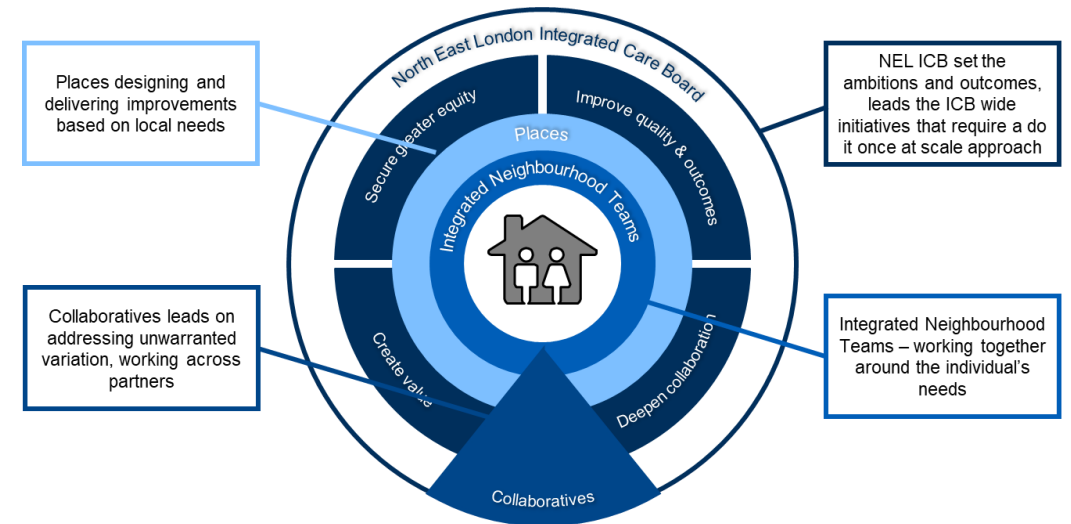 Places designing and
delivering improvements
based on local needs
NEL ICB set the
ambitions and outcomes,
leads the ICB wide
initiatives that require a do
it once at scale approach
North East London Integrated Care Board
Secure greater equity
Improve quality & outcomes
Places
Integrated Neighbourhood Teams
Create value
Deepen collaboration
Collaboratives
Collaboratives leads on
addressing unwarranted
variation, working across
partners
Integrated Neighbourhood
Teams – working together
around the individual’s
needs